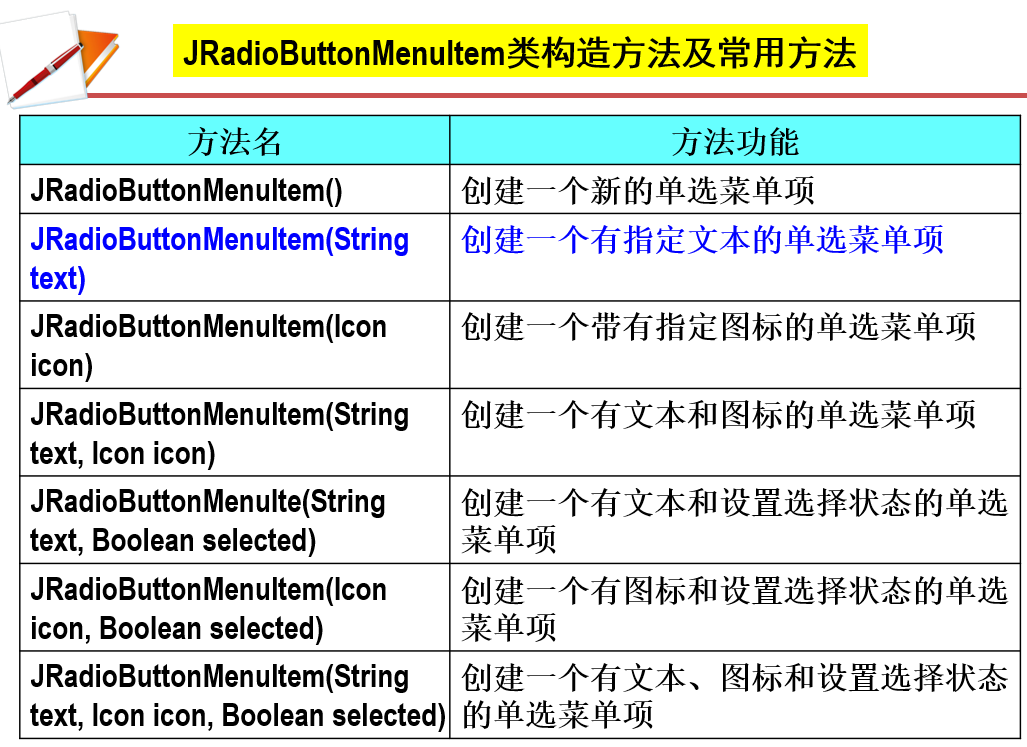 JRadioButtonMenuItem类构造方法及常用方法
方法名
方法功能
JRadioButtonMenuItem()
创建一个新的单选菜单项
JRadioButtonMenuItem(String
text)
创建一个有指定文本的单选菜单项
JRadioButtonMenuItem(Icon
icon)
创建一个带有指定图标的单选菜单项
JRadioButtonMenuItem(String
text, Icon icon)
创建一个有文本和图标的单选菜单项
JRadioButtonMenuIte(String
text, Boolean selected)
创建一个有文本和设置选择状态的单选
菜单项
JRadioButtonMenuItem(Icon
icon, Boolean selected)
创建一个有图标和设置选择状态的单选
菜单项
JRadioButtonMenuItem(String
text, Icon icon, Boolean selected)
创建一个有文本、图标和设置选择状态
的单选菜单项